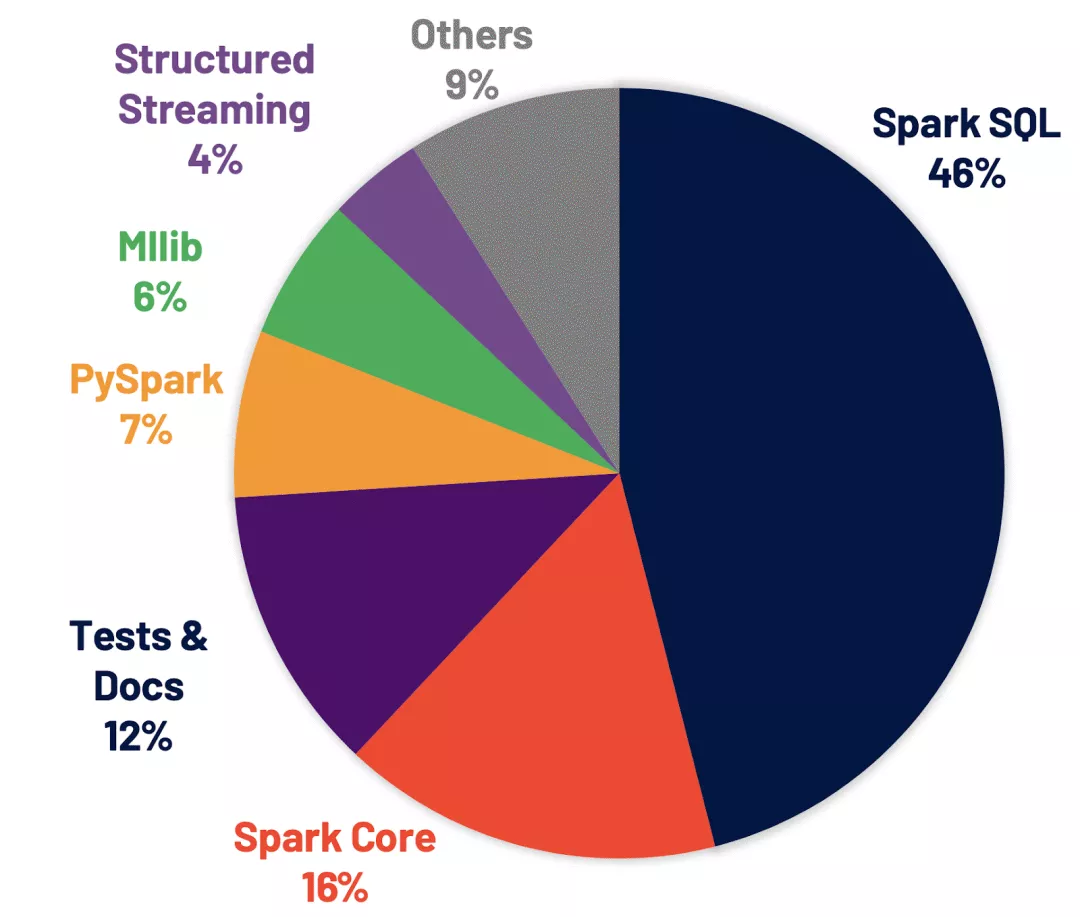 Others
9%
Structured
Streaming
4%
Spark SQL
46%
Mllib
6%
PySpark
7%
Tests &
Docs
12%
Spark Core
16%